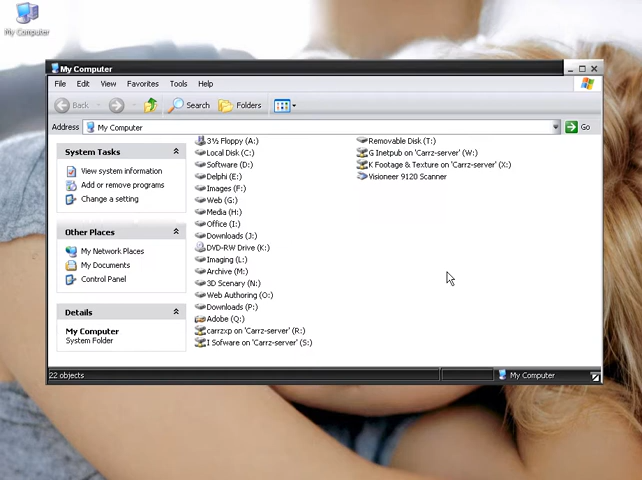 My Computer
My Computer
File Edit View Favorites Tools Help
Back Search Folders
Address My Computer Go
System Tasks
View system information
Add or remove programs
Change a setting
Other Places
My Network Places
My Documents
Control Panel
Details
My Computer
System Folder
3½ Floppy (A:)
Local Disk (C:)
Software (D:)
Delphi (E:)
Images (F:)
Web (G:)
Media (H:)
Office (I:)
Downloads (J:)
DVD-RW Drive (K:)
Imaging (L:)
Archive (M:)
3D Scenary (N:)
Web Authoring (O:)
Downloads (P:)
Adobe (Q:)
carrzxp on 'Carrz-server' (R:)
I Sofware on 'Carrz-server' (S:)
Removable Disk (T:)
G Inetpub on 'Carrz-server' (W:)
K Footage & Texture on 'Carrz-server' (X:)
Visioneer 9120 Scanner
22 objects My Computer